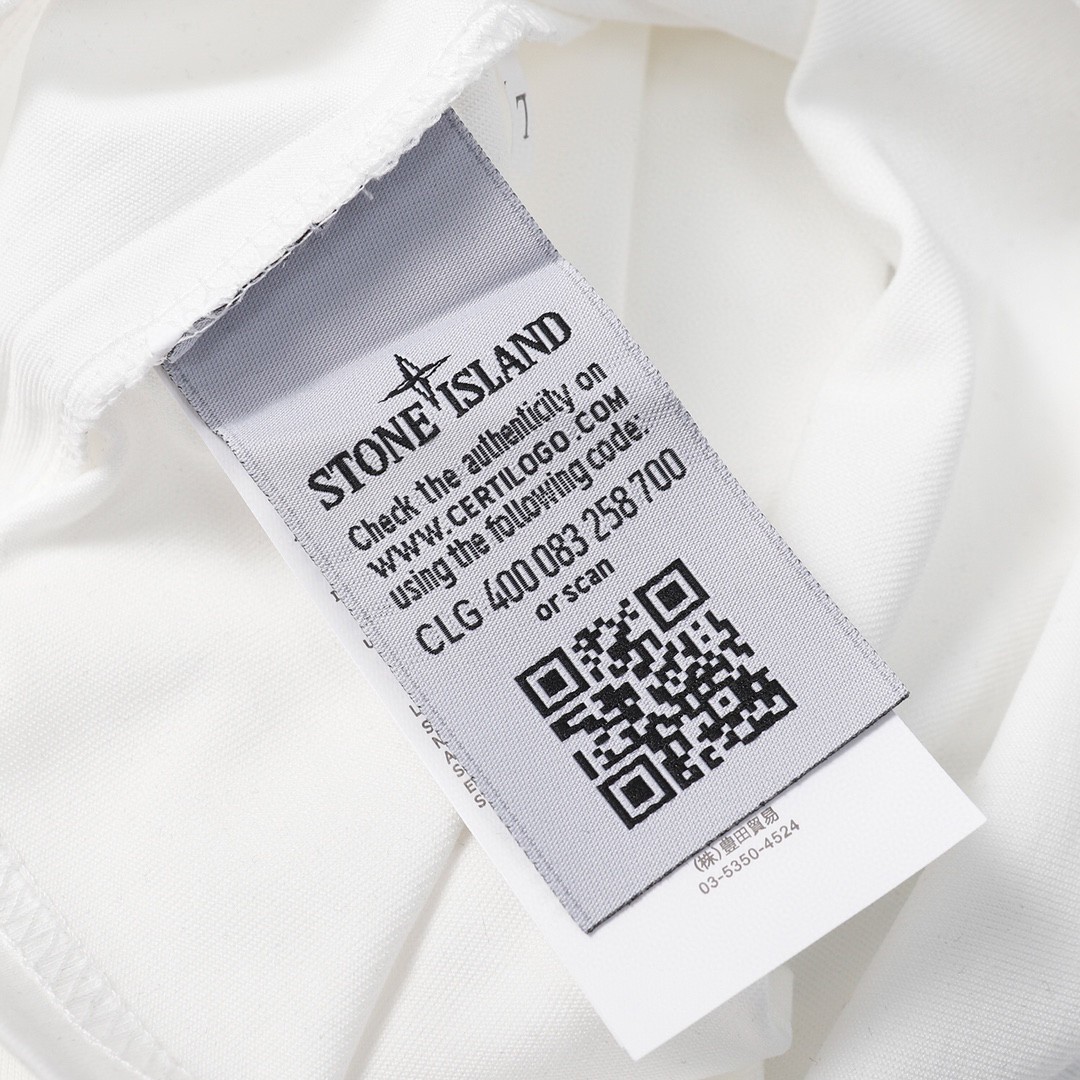 STONE ISLAND
Check the authenticity on
WWW.CERTILOGO.COM
using the following code:
CLG 400 083 258 700
or scan
(株)豊田貿易
03-5350-4524